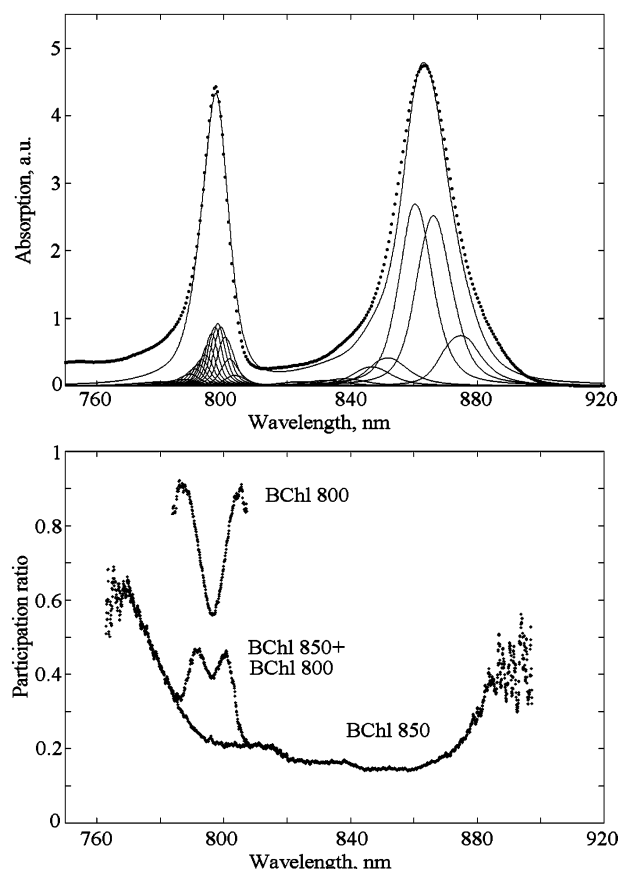 5
4
3
2
1
0
Absorption, a.u.
760 800 840 880 920
Wavelength, nm
1
0.8
0.6
0.4
0.2
0
Participation ratio
BChl 800
BChl 850+
BChl 800
BChl 850
760 800 840 880 920
Wavelength, nm